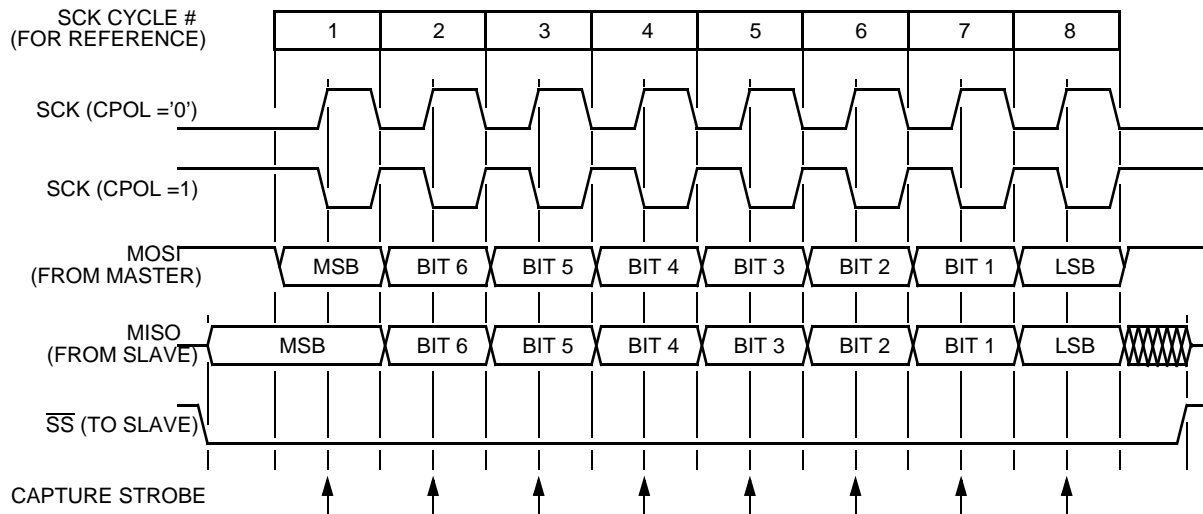 SCK CYCLE #
(FOR REFERENCE)
1 2 3 4 5 6 7 8
SCK (CPOL ='0')
SCK (CPOL =1)
MOSI
(FROM MASTER)
MSB BIT 6 BIT 5 BIT 4 BIT 3 BIT 2 BIT 1 LSB
MISO
(FROM SLAVE)
MSB BIT 6 BIT 5 BIT 4 BIT 3 BIT 2 BIT 1 LSB
SS (TO SLAVE)
CAPTURE STROBE